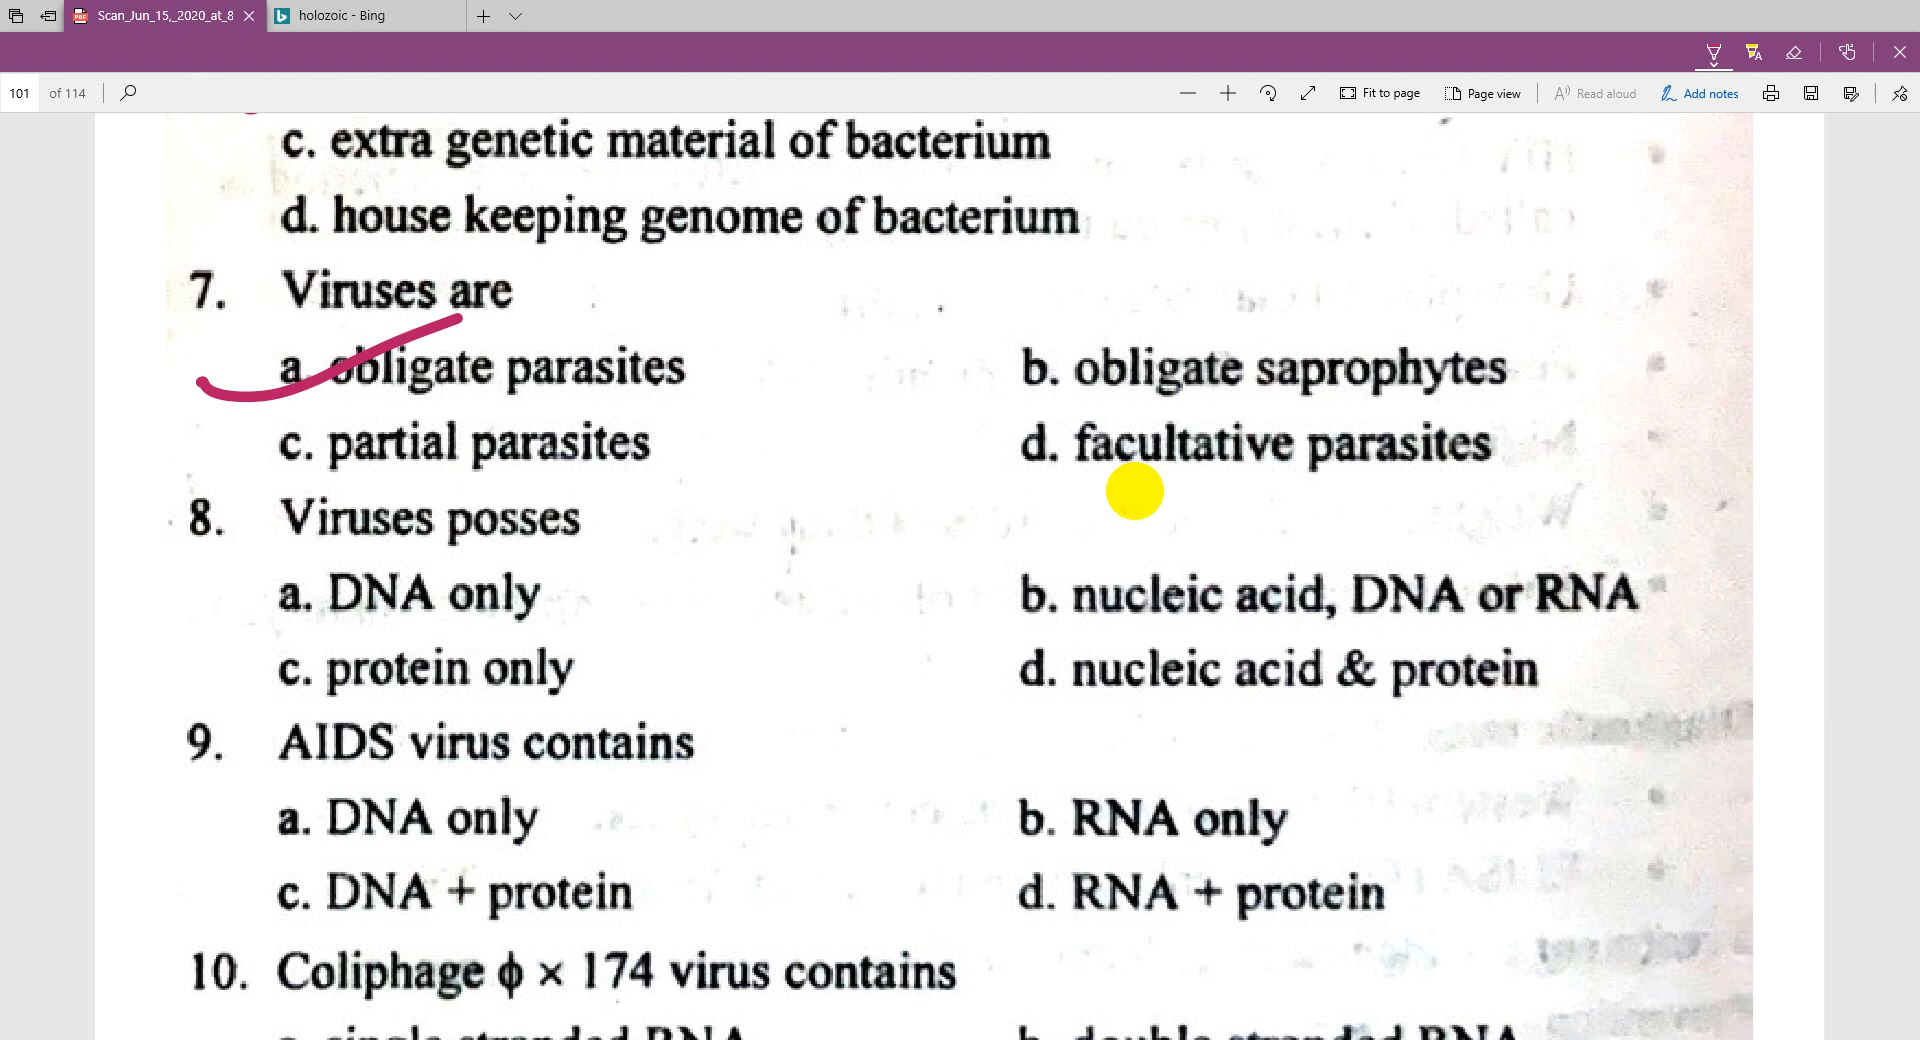 Scan_Jun_15,_2020_at_8
holozoic - Bing
101 of 114
Fit to page
Page view
Read aloud
Add notes
c. extra genetic material of bacterium
d. house keeping genome of bacterium
7. Viruses are
a. obligate parasites b. obligate saprophytes
c. partial parasites d. facultative parasites
8. Viruses posses
a. DNA only b. nucleic acid, DNA or RNA
c. protein only d. nucleic acid & protein
9. AIDS virus contains
a. DNA only b. RNA only
c. DNA + protein d. RNA + protein
10. Coliphage ϕ × 174 virus contains